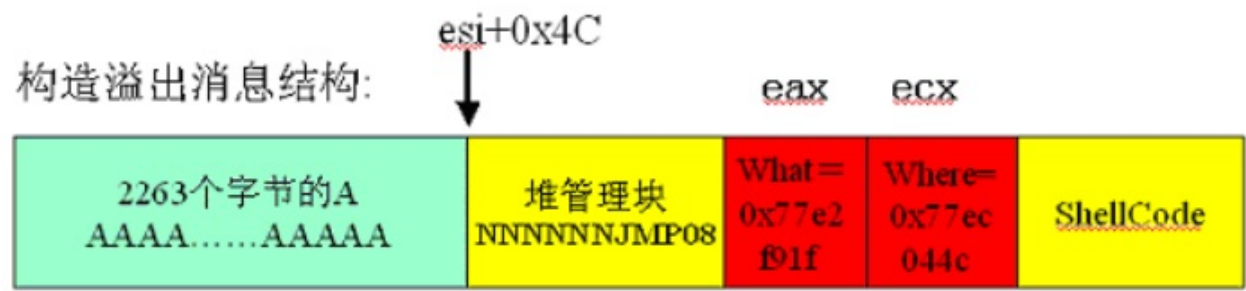 esi+0x4C
构造溢出消息结构:
eax
ecx
2263个字节的A
AAAA……AAAAA
堆管理块
NNNNNNJMP08
What＝
0x77e2
f91f
Where=
0x77ec
044c
ShellCode